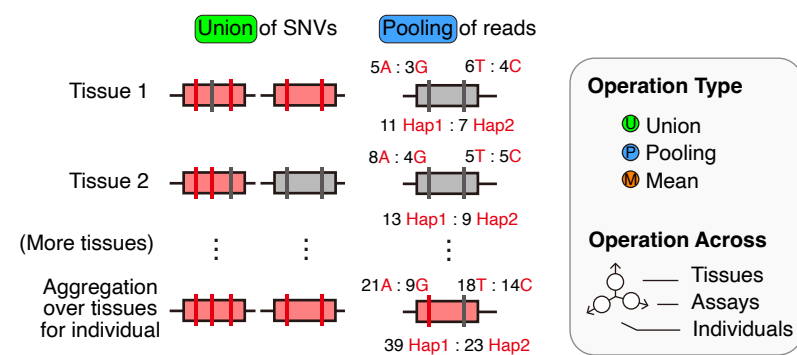 Union of SNVs
Pooling of reads
5A : 3G 6T : 4C
Tissue 1
11 Hap1 : 7 Hap2
8A : 4G 5T : 5C
Tissue 2
13 Hap1 : 9 Hap2
(More tissues)
21A : 9G 18T : 14C
Aggregation
over tissues
for individual
39 Hap1 : 23 Hap2
Operation Type
U Union
P Pooling
M Mean
Operation Across
Tissues
Assays
Individuals